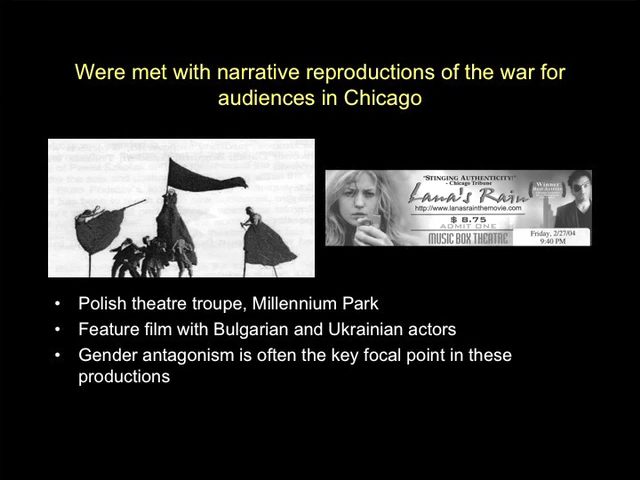 Were met with narrative reproductions of the war for
audiences in Chicago
"STINGING AUTHENTICITY!"
- Chicago Tribune
Lana's Rain
http://www.lanasrainthemovie.com
$ 8.75
ADMIT ONE
MUSIC BOX THEATRE
Winner
Friday, 2/27/04
9:40 PM
• Polish theatre troupe, Millennium Park
• Feature film with Bulgarian and Ukrainian actors
• Gender antagonism is often the key focal point in these
productions